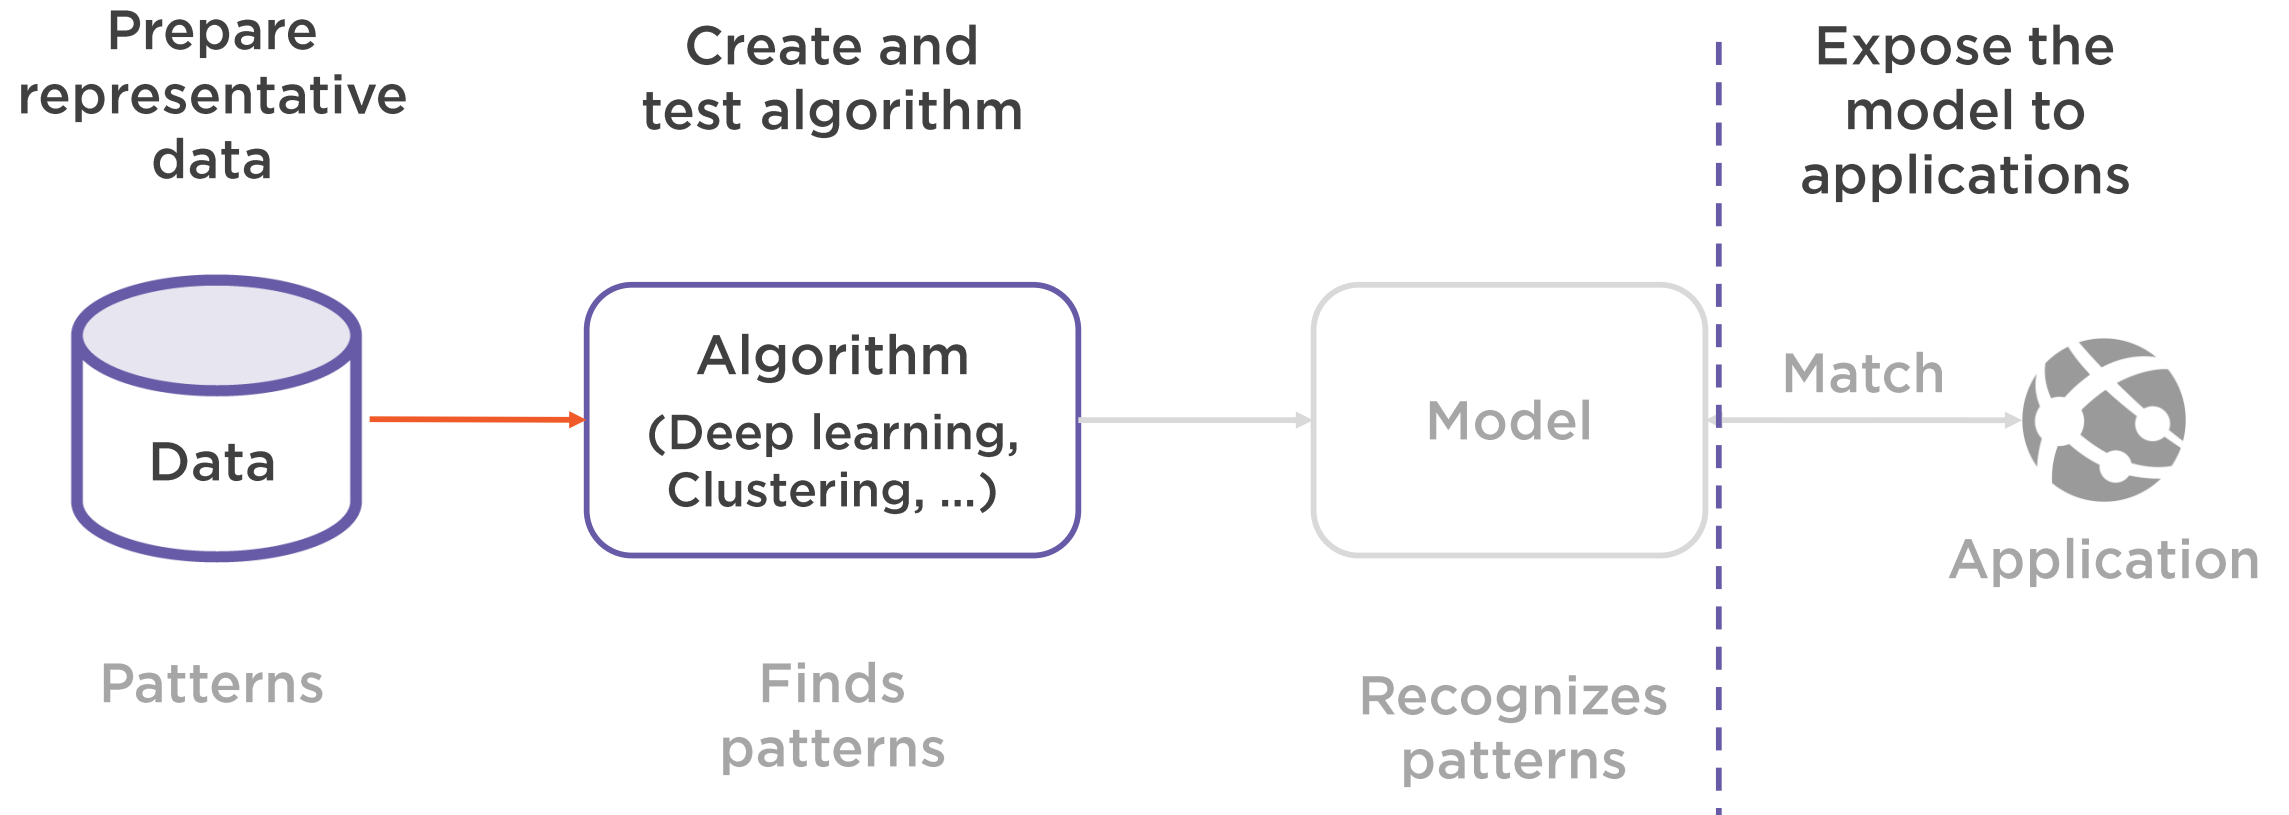 Prepare
representative
data
Create and
test algorithm
Expose the
model to
applications
Data
Algorithm
(Deep learning,
Clustering, ...)
Model
Match
Application
Patterns
Finds
patterns
Recognizes
patterns